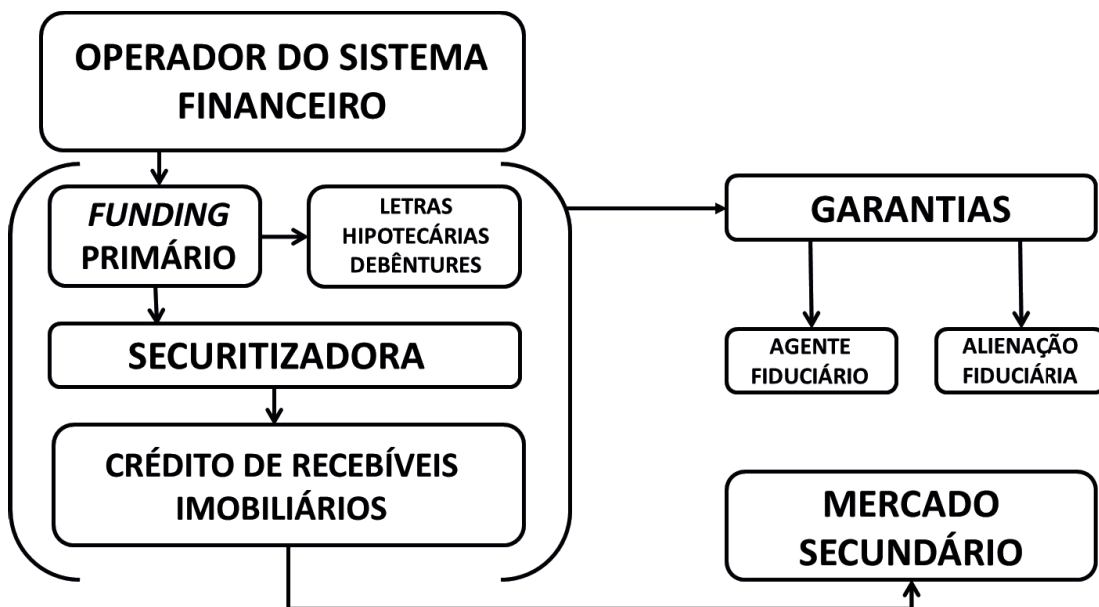 OPERADOR DO SISTEMA
FINANCEIRO
FUNDING
PRIMÁRIO
LETRAS
HIPOTECÁRIAS
DEBÊNTURES
SECURITIZADORA
CRÉDITO DE RECEBÍVEIS
IMOBILIÁRIOS
GARANTIAS
AGENTE
FIDUCIÁRIO
ALIENAÇÃO
FIDUCIÁRIA
MERCADO
SECUNDÁRIO